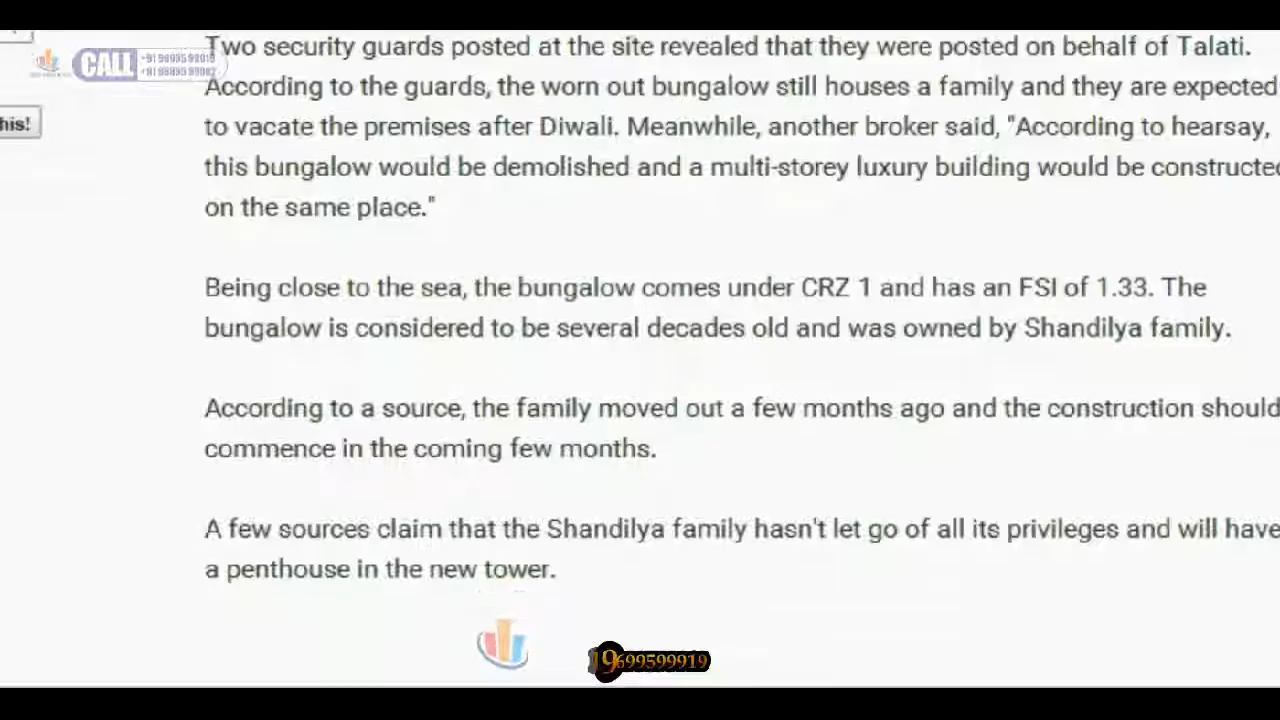 CALL
Two security guards posted at the site revealed that they were posted on behalf of Talati.
According to the guards, the worn out bungalow still houses a family and they are expected
his!
to vacate the premises after Diwali. Meanwhile, another broker said, "According to hearsay,
this bungalow would be demolished and a multi-storey luxury building would be constructed
on the same place."
Being close to the sea, the bungalow comes under CRZ 1 and has an FSI of 1.33. The
bungalow is considered to be several decades old and was owned by Shandilya family.
According to a source, the family moved out a few months ago and the construction should
commence in the coming few months.
A few sources claim that the Shandilya family hasn't let go of all its privileges and will have
a penthouse in the new tower.